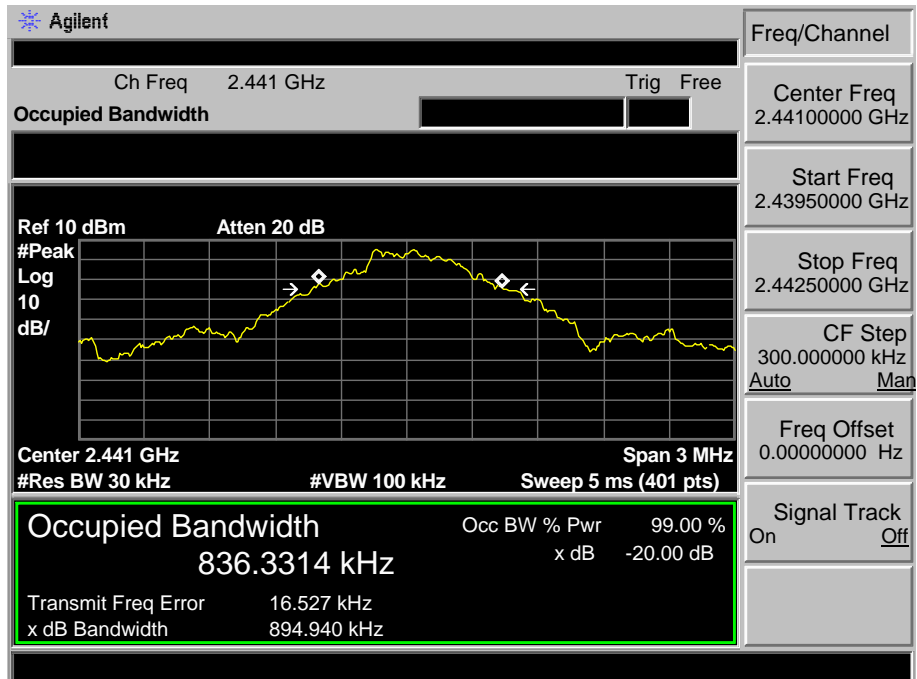 Agilent
Freq/Channel
Ch Freq 2.441 GHz Trig Free
Occupied Bandwidth
Center Freq
2.44100000 GHz
Start Freq
2.43950000 GHz
Stop Freq
2.44250000 GHz
CF Step
300.000000 kHz
Auto Man
Freq Offset
0.00000000 Hz
Signal Track
On Off
Ref 10 dBm Atten 20 dB
#Peak
Log
10
dB/
Center 2.441 GHz Span 3 MHz
#Res BW 30 kHz #VBW 100 kHz Sweep 5 ms (401 pts)
Occupied Bandwidth
836.3314 kHz
Occ BW % Pwr 99.00 %
x dB -20.00 dB
Transmit Freq Error 16.527 kHz
x dB Bandwidth 894.940 kHz